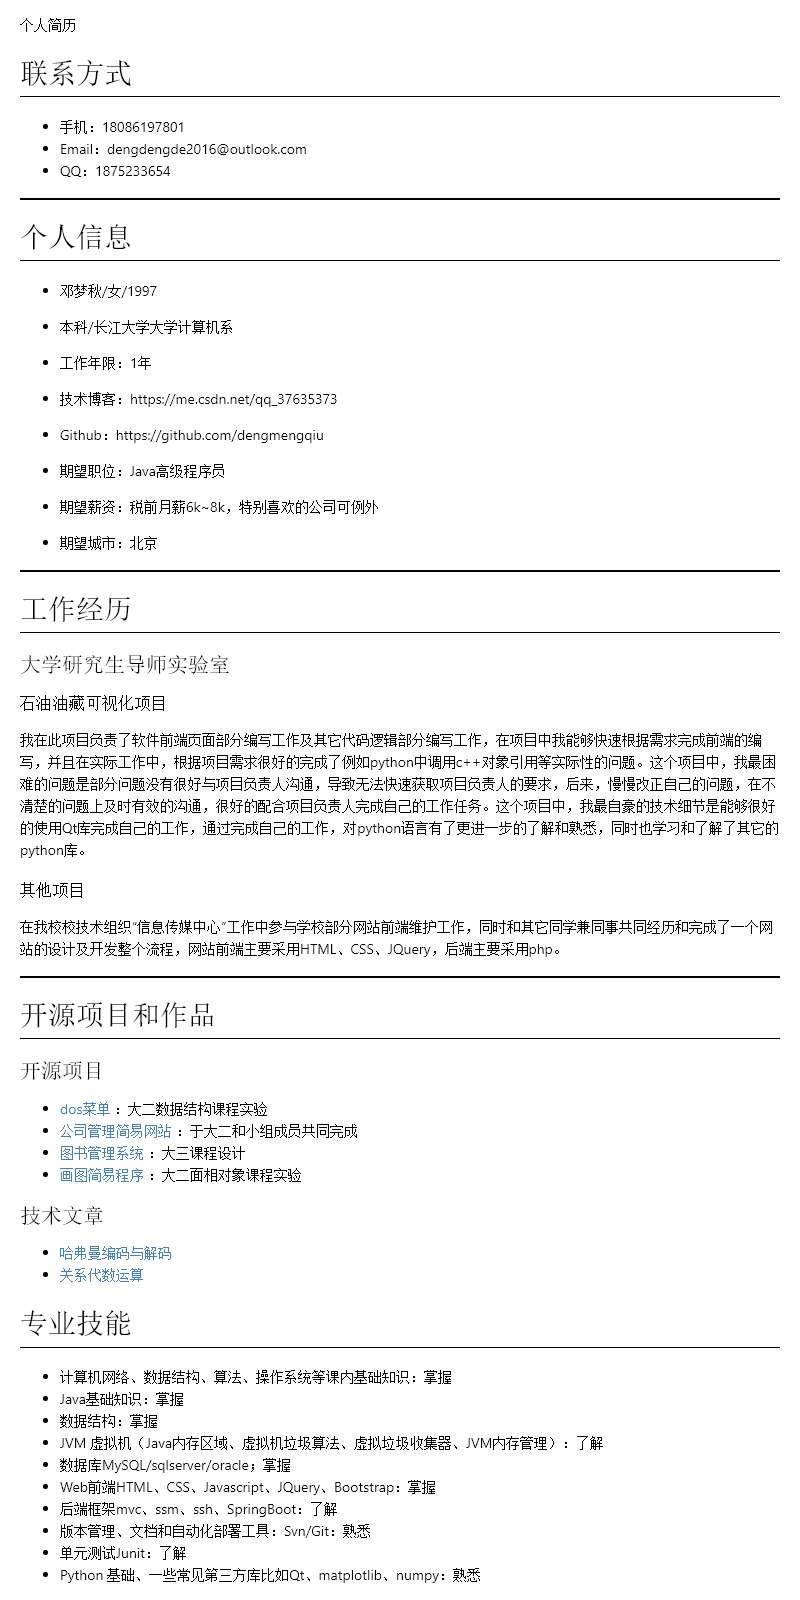 个人简历
联系方式
手机：18086197801
Email：dengdengde2016@outlook.com
QQ：1875233654
个人信息
邓梦秋/女/1997
本科/长江大学大学计算机系
工作年限：1年
技术博客：https://me.csdn.net/qq_37635373
Github：https://github.com/dengmengqiu
期望职位：Java高级程序员
期望薪资：税前月薪6k~8k，特别喜欢的公司可例外
期望城市：北京
工作经历
大学研究生导师实验室
石油油藏可视化项目
我在此项目负责了软件前端页面部分编写工作及其它代码逻辑部分编写工作，在项目中我能够快速根据需求完成前端的编
写，并且在实际工作中，根据项目需求很好的完成了例如python中调用c++对象引用等实际性的问题。这个项目中，我最困
难的问题是部分问题没有很好与项目负责人沟通，导致无法快速获取项目负责人的要求，后来，慢慢改正自己的问题，在不
清楚的问题上及时有效的沟通，很好的配合项目负责人完成自己的工作任务。这个项目中，我最自豪的技术细节是能够很好
的使用Qt库完成自己的工作，通过完成自己的工作，对python语言有了更进一步的了解和熟悉，同时也学习和了解了其它的
python库。
其他项目
在我校校技术组织“信息传媒中心”工作中参与学校部分网站前端维护工作，同时和其它同学兼同事共同经历和完成了一个网
站的设计及开发整个流程，网站前端主要采用HTML、CSS、JQuery，后端主要采用php。
开源项目和作品
开源项目
dos菜单 ：大二数据结构课程实验
公司管理简易网站 ：于大二和小组成员共同完成
图书管理系统 ：大三课程设计
画图简易程序 ：大二面相对象课程实验
技术文章
哈弗曼编码与解码
关系代数运算
专业技能
计算机网络、数据结构、算法、操作系统等课内基础知识：掌握
Java基础知识：掌握
数据结构：掌握
JVM 虚拟机（Java内存区域、虚拟机垃圾算法、虚拟垃圾收集器、JVM内存管理）：了解
数据库MySQL/sqlserver/oracle；掌握
Web前端HTML、CSS、Javascript、JQuery、Bootstrap：掌握
后端框架mvc、ssm、ssh、SpringBoot：了解
版本管理、文档和自动化部署工具：Svn/Git：熟悉
单元测试Junit：了解
Python 基础、一些常见第三方库比如Qt、matplotlib、numpy：熟悉